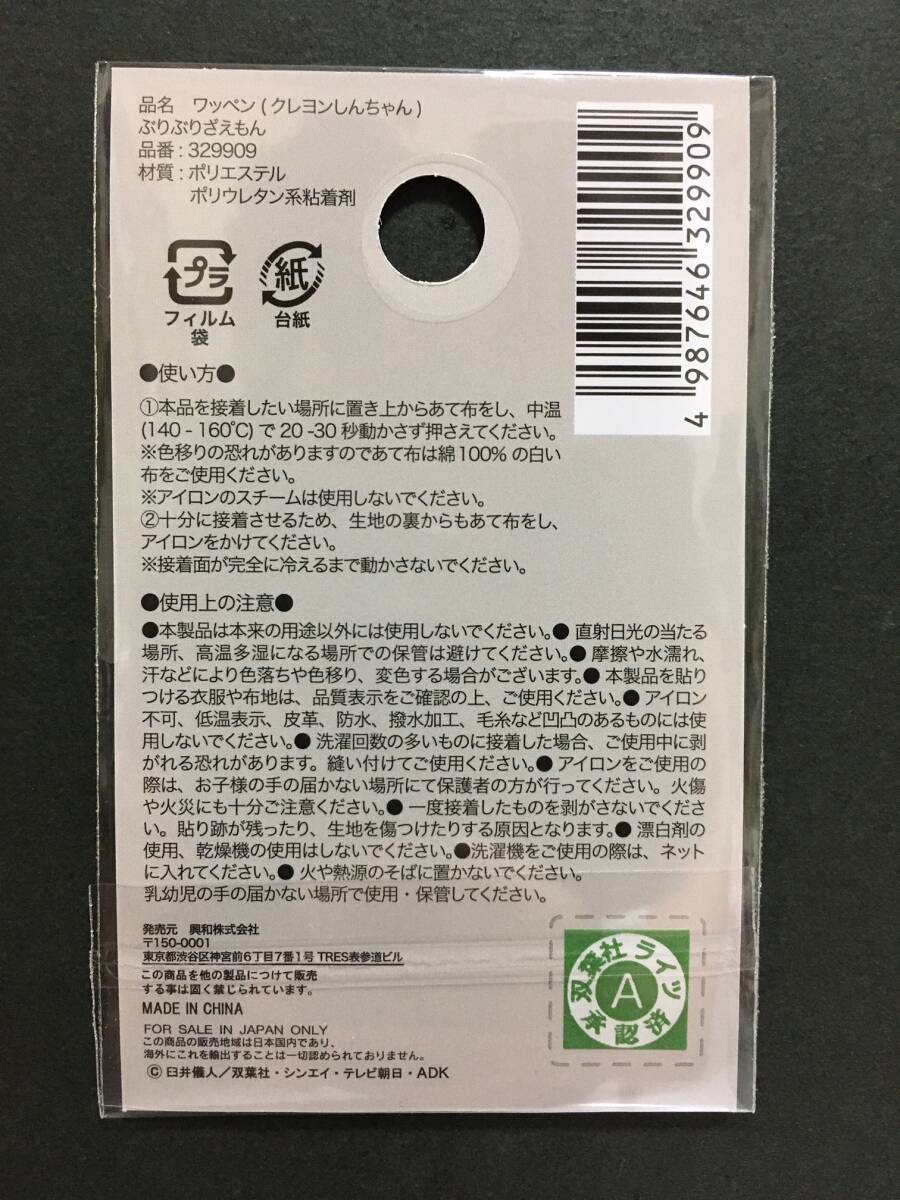 品名　ワッペン ( クレヨンしんちゃん )
ぶりぶりざえもん
品番 : 329909
材質 : ポリエステル
ポリウレタン系粘着剤
プラ
フィルム
袋
紙
台紙
4 987646 329909
●使い方●
①本品を接着したい場所に置き上からあて布をし、中温
(140 - 160℃) で 20 -30 秒動かさず押さえてください。
※色移りの恐れがありますのであて布は綿100% の白い
布をご使用ください。
※アイロンのスチームは使用しないでください。
②十分に接着させるため、生地の裏からもあて布をし、
アイロンをかけてください。
※接着面が完全に冷えるまで動かさないでください。
●使用上の注意●
●本製品は本来の用途以外には使用しないでください。● 直射日光の当たる
場所、高温多湿になる場所での保管は避けてください。● 摩擦や水濡れ、
汗などにより色落ちや色移り、変色する場合がございます。● 本製品を貼り
つける衣服や布地は、品質表示をご確認の上、ご使用ください。● アイロン
不可、低温表示、皮革、防水、撥水加工、毛糸など凹凸のあるものには使
用しないでください。● 洗濯回数の多いものに接着した場合、ご使用中に剥
がれる恐れがあります。縫い付けてご使用ください。● アイロンをご使用の
際は、お子様の手の届かない場所にて保護者の方が行ってください。火傷
や火災にも十分ご注意ください。● 一度接着したものを剥がさないでくださ
い。貼り跡が残ったり、生地を傷つけたりする原因となります。● 漂白剤の
使用、乾燥機の使用はしないでください。●洗濯機をご使用の際は、ネット
に入れてください。● 火や熱源のそばに置かないでください。
乳幼児の手の届かない場所で使用・保管してください。
発売元　興和株式会社
〒150-0001
東京都渋谷区神宮前6丁目7番1号 TRES表参道ビル
この商品を他の製品につけて販売
する事は固く禁じられています。
MADE IN CHINA
FOR SALE IN JAPAN ONLY
この商品の販売地域は日本国内であり、
海外にこれを輸出することは一切認められておりません。
© 臼井儀人／双葉社・シンエイ・テレビ朝日・ADK
双葉社 ライツ
A
承認済